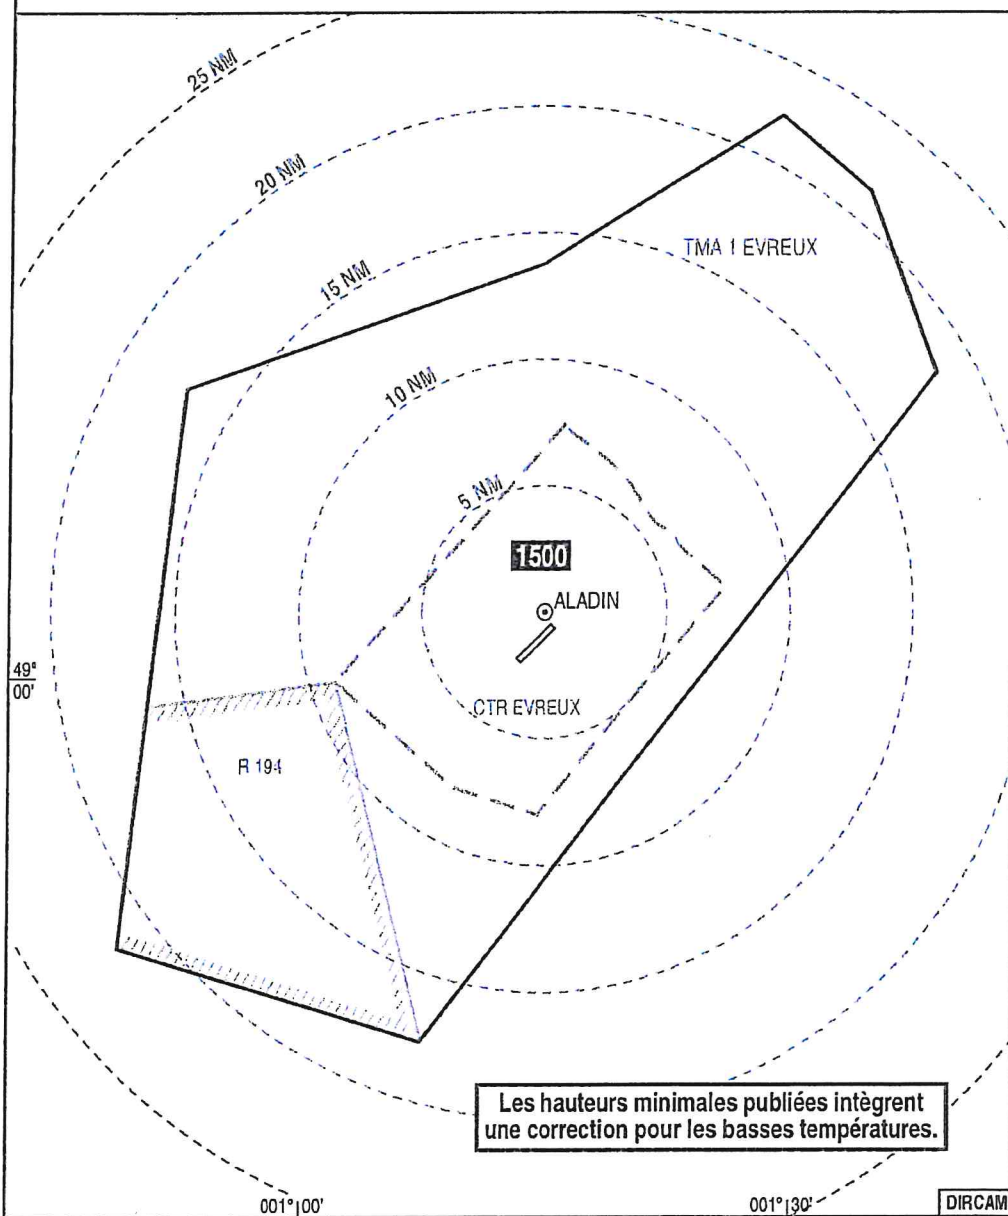 25 NM
20 NM
TMA 1 EVREUX
15 NM
10 NM
5 NM
1500
ALADIN
49°
00'
CTR EVREUX
R 194
Les hauteurs minimales publiées intègrent
une correction pour les basses températures.
001° 00'
001° 30'
DIRCAM